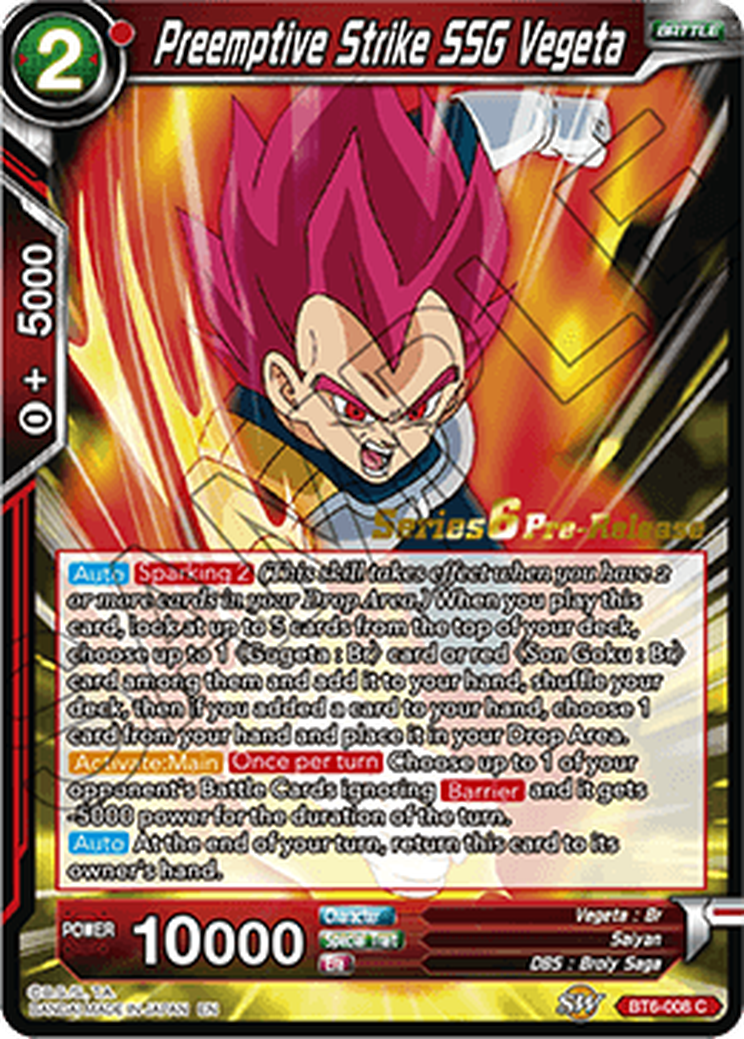 2
Preemptive Strike SSG Vegeta
BATTLE
0+ 5000
SAMPLE
Series6 Pre-Release
Auto Sparking 2 (This skill takes effect when you have 2
or more cards in your Drop Area.) When you play this
card, look at up to 5 cards from the top of your deck,
choose up to 1 《Gogeta : Br》 card or red 《Son Goku : Br》
card among them and add it to your hand, shuffle your
deck, then if you added a card to your hand, choose 1
card from your hand and place it in your Drop Area.
Activate:Main Once per turn Choose up to 1 of your
opponent's Battle Cards ignoring Barrier and it gets
-5000 power for the duration of the turn.
Auto At the end of your turn, return this card to its
owner's hand.
POWER 10000
Character Vegeta : Br
Special Trait Saiyan
Era DBS : Broly Saga
BANDAI MADE IN JAPAN EN
SW
BT6-008 C